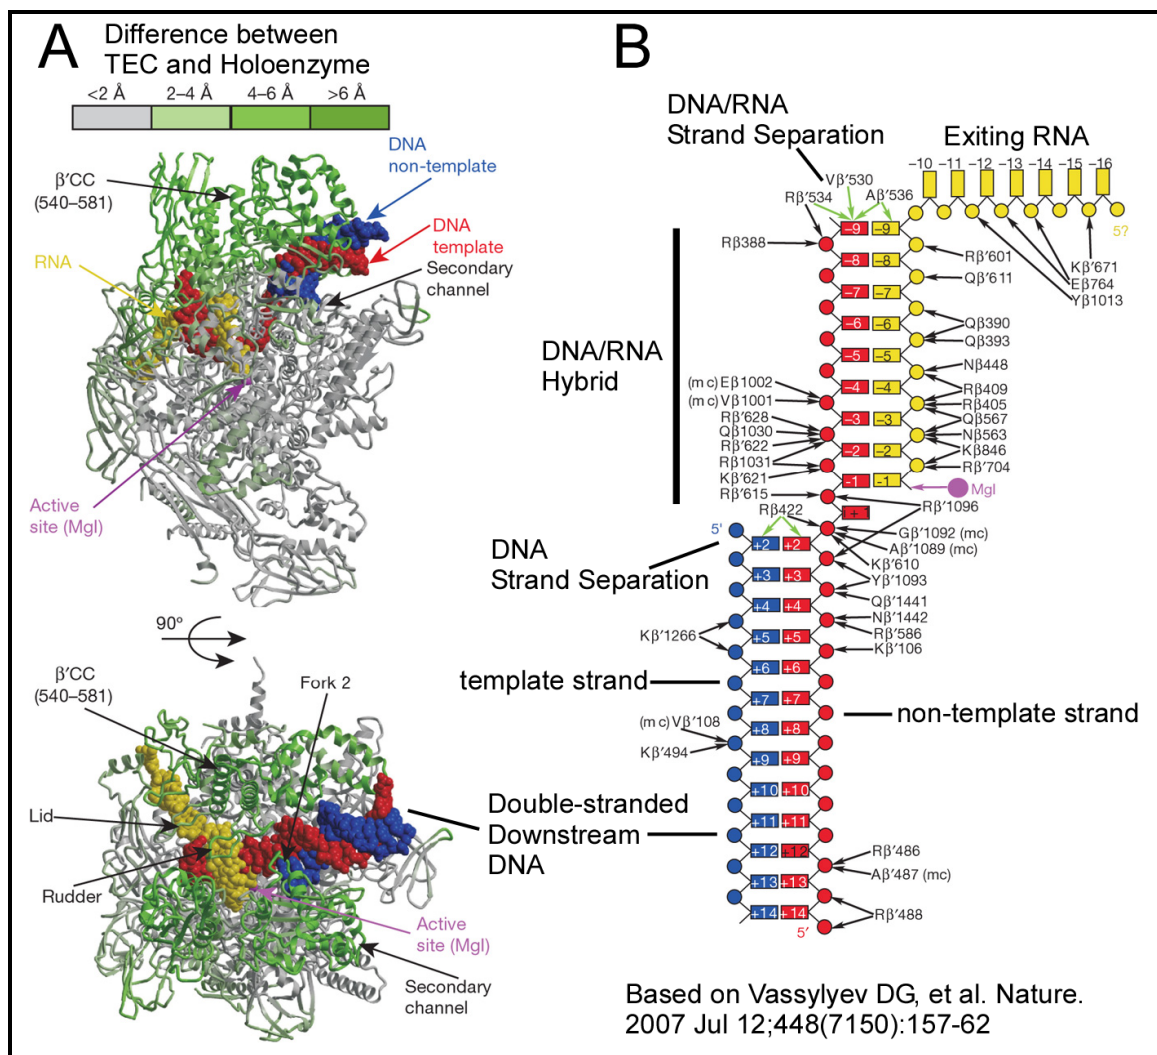 A
Difference between
TEC and Holoenzyme
<2 Å
2–4 Å
4–6 Å
>6 Å
DNA
non-template
β′CC
(540–581)
DNA
template
RNA
Secondary
channel
Active
site (MgI)
90°
β′CC
(540–581)
Fork 2
Lid
Rudder
Active
site (MgI)
Secondary
channel
Double-stranded
Downstream
DNA
B
DNA/RNA
Strand Separation
Exiting RNA
−10 −11 −12 −13 −14 −15 −16
5?
Vβ′530
Rβ′534
Aβ′536
Rβ388
Kβ′671
Eβ764
Yβ1013
−9 −9
−8 −8
−7 −7
−6 −6
−5 −5
−4 −4
−3 −3
−2 −2
-1 -1
+1
Rβ′601
Qβ′611
Qβ390
Qβ393
Nβ448
Rβ409
Rβ405
Qβ567
Nβ563
Kβ846
Rβ′704
MgI
DNA/RNA
Hybrid
(mc) Eβ1002
(mc) Vβ1001
Rβ′628
Qβ1030
Rβ′622
Rβ1031
Kβ′621
Rβ′615
Rβ422
Rβ′1096
Gβ′1092 (mc)
Aβ′1089 (mc)
Kβ′610
Yβ′1093
Qβ′1441
Nβ′1442
Rβ′586
Kβ′106
5'
DNA
Strand Separation
+2 +2
+3 +3
+4 +4
+5 +5
+6 +6
+7 +7
+8 +8
+9 +9
+10 +10
+11 +11
+12 +12
+13 +13
+14 +14
5′
Kβ′1266
template strand
non-template strand
(mc) Vβ′108
Kβ′494
Rβ′486
Aβ′487 (mc)
Rβ′488
Based on Vassylyev DG, et al. Nature.
2007 Jul 12;448(7150):157-62